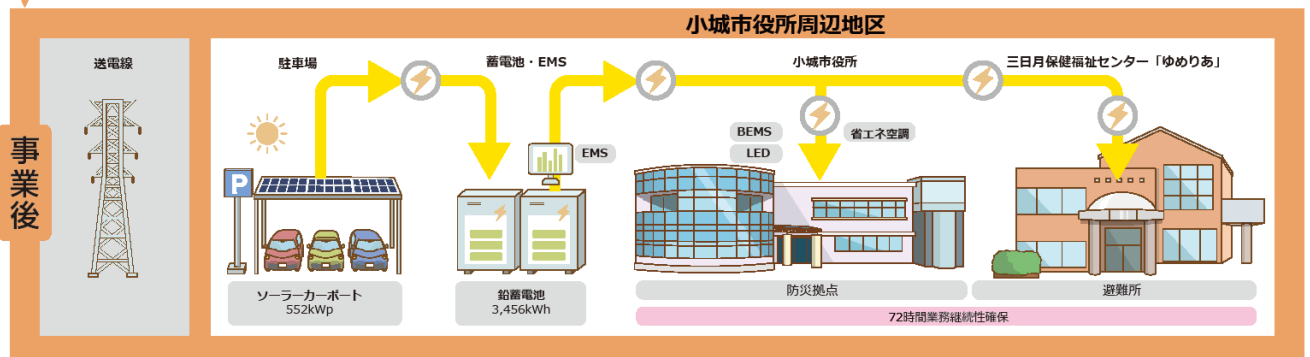 小城市役所周辺地区
事業後
送電線
駐車場
蓄電池・EMS
小城市役所
三日月保健福祉センター「ゆめりあ」
EMS
BEMS
LED
省エネ空調
P
ソーラーカーポート
552kWp
鉛蓄電池
3,456kWh
防災拠点
避難所
72時間業務継続性確保